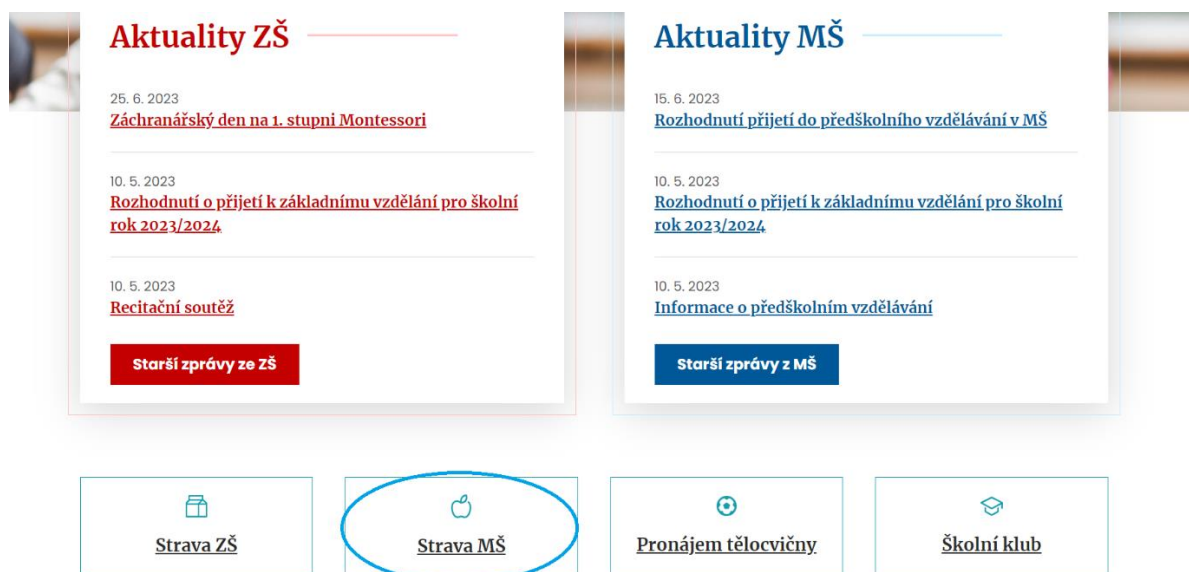 Aktuality ZŠ
25. 6. 2023
Záchranářský den na 1. stupni Montessori
10. 5. 2023
Rozhodnutí o přijetí k základnímu vzdělání pro školní
rok 2023/2024
10. 5. 2023
Recitační soutěž
Starší zprávy ze ZŠ
Aktuality MŠ
15. 6. 2023
Rozhodnutí přijetí do předškolního vzdělávání v MŠ
10. 5. 2023
Rozhodnutí o přijetí k základnímu vzdělání pro školní
rok 2023/2024
10. 5. 2023
Informace o předškolním vzdělávání
Starší zprávy z MŠ
Strava ZŠ
Strava MŠ
Pronájem tělocvičny
Školní klub